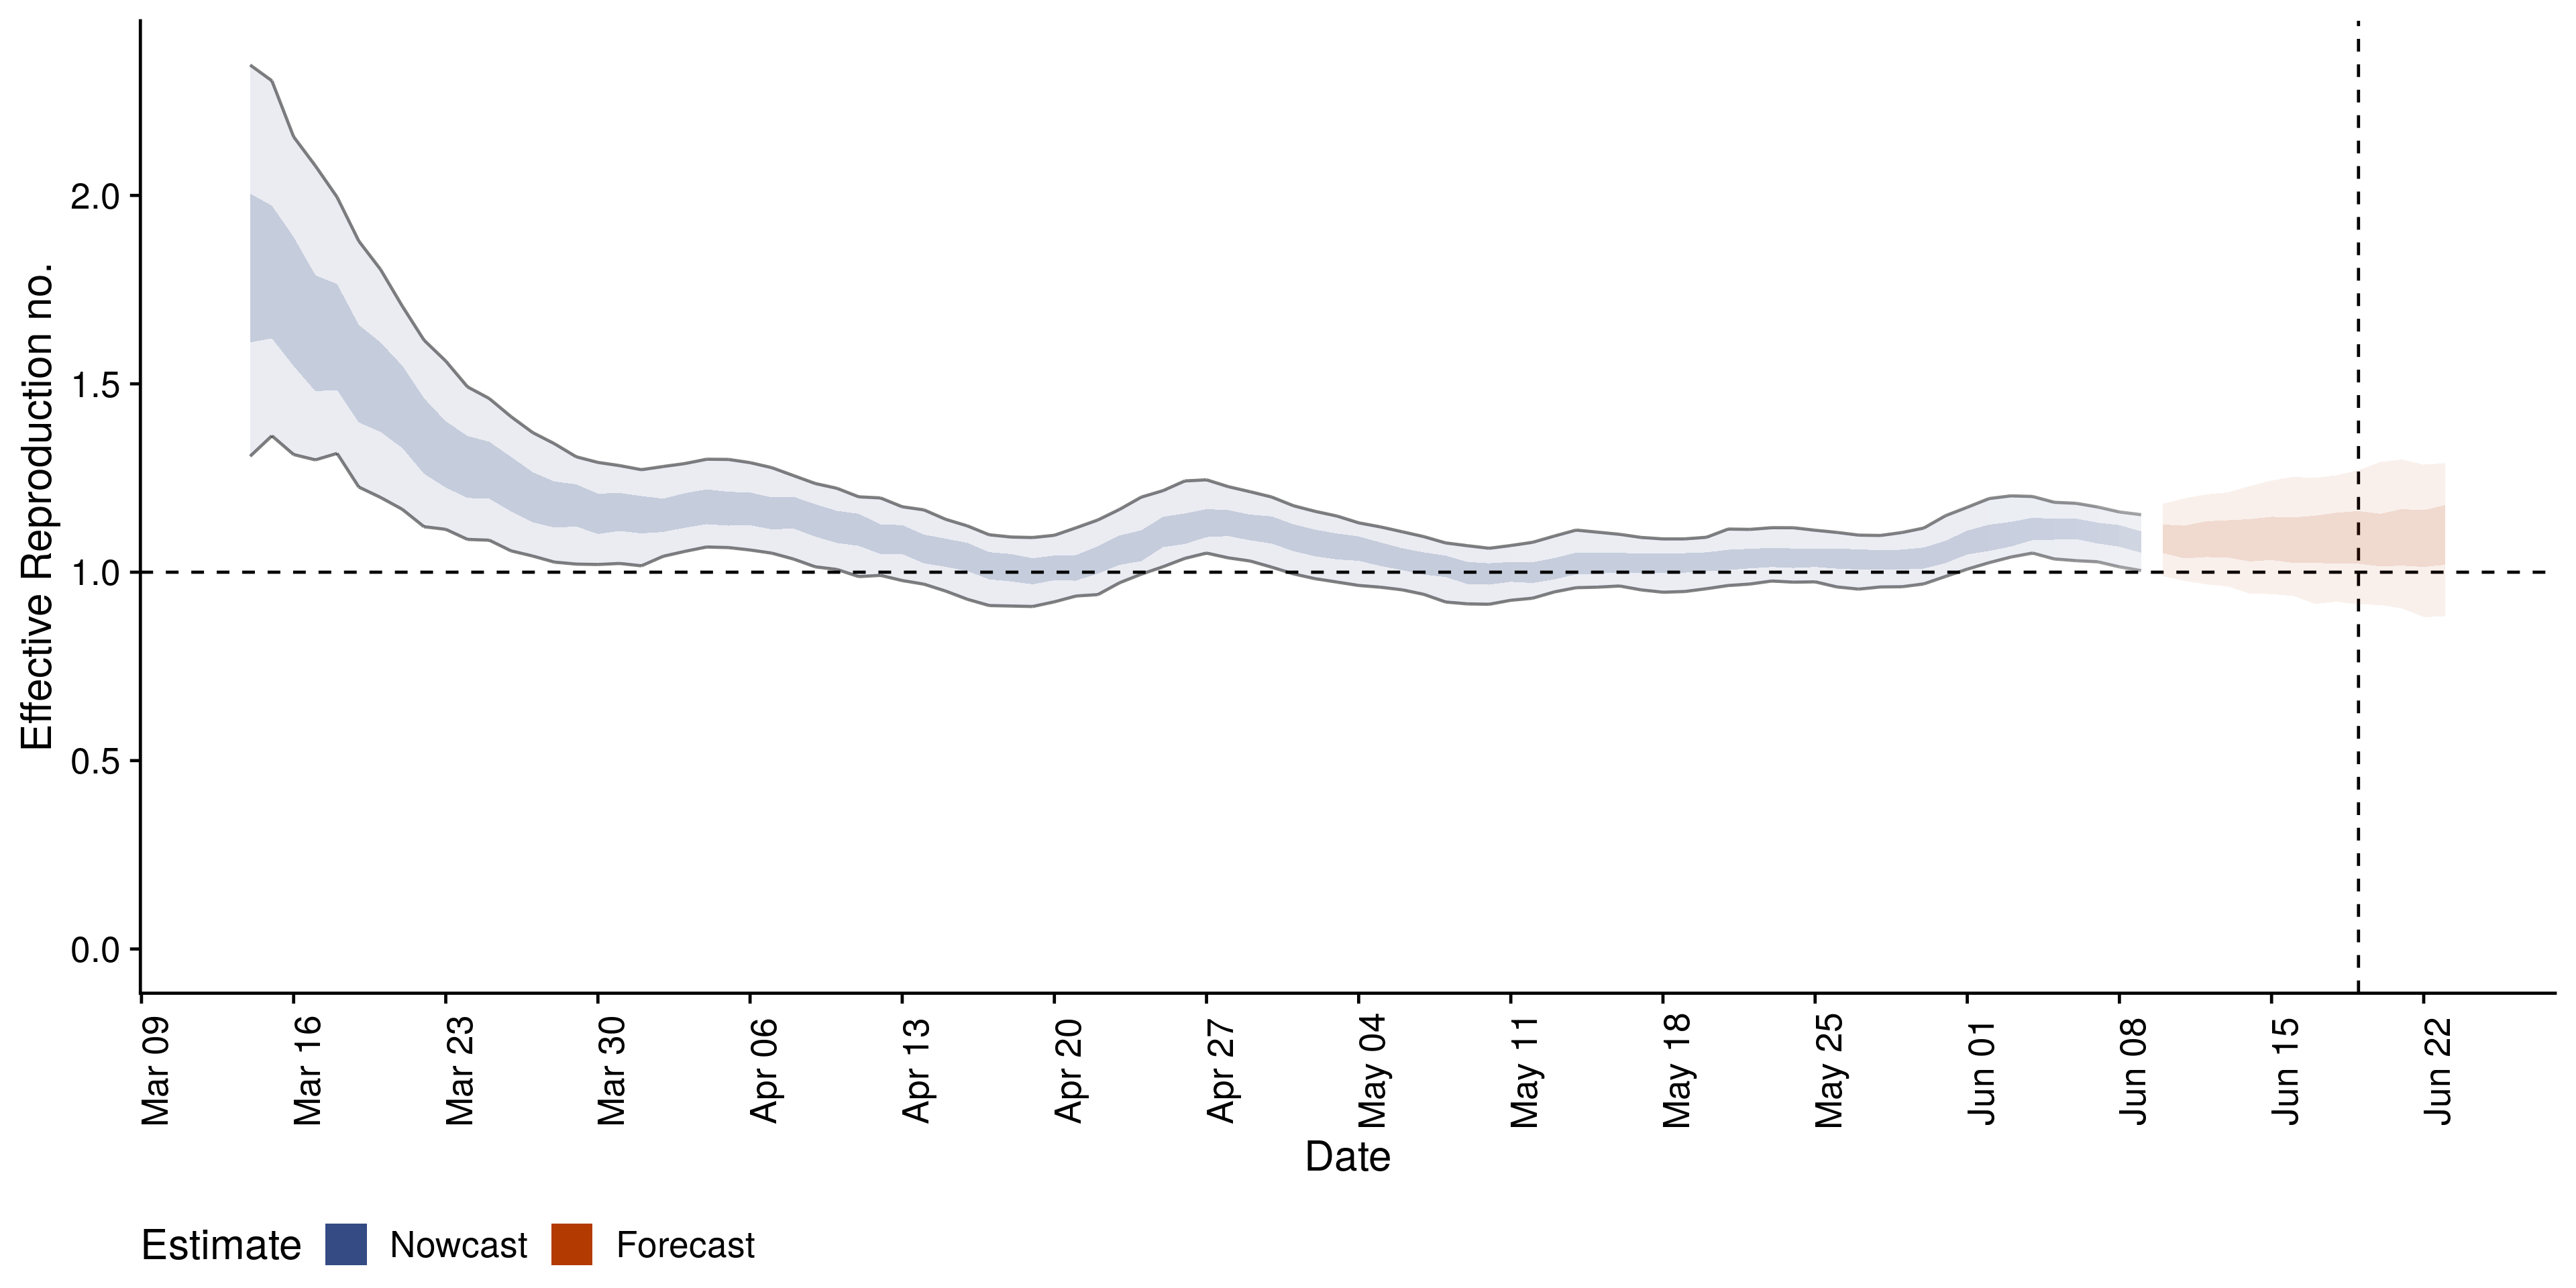 Effective Reproduction no.
2.0
1.5
1.0
0.5
0.0
Mar 09
Mar 16
Mar 23
Mar 30
Apr 06
Apr 13
Apr 20
Apr 27
May 04
May 11
May 18
May 25
Jun 01
Jun 08
Jun 15
Jun 22
Date
Estimate Nowcast Forecast